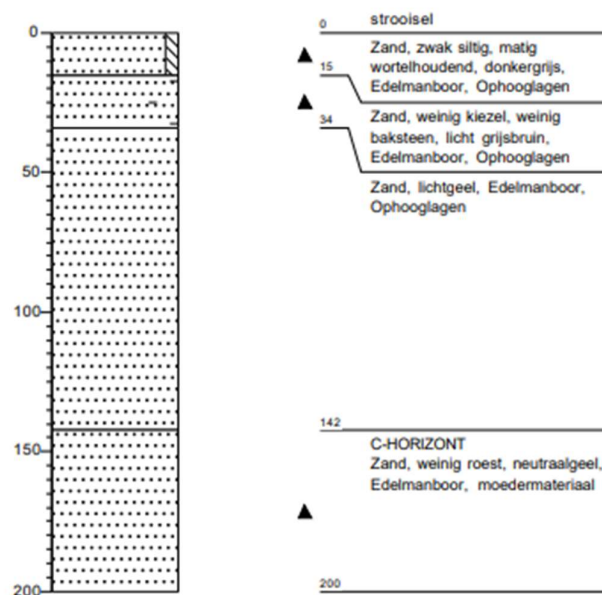 0
50
100
150
200
0
strooisel
Zand, zwak siltig, matig
wortelhoudend, donkergrijs,
Edelmanboor, Ophooglagen
15
Zand, weinig kiezel, weinig
baksteen, licht grijsbruin,
Edelmanboor, Ophooglagen
34
Zand, lichtgeel, Edelmanboor,
Ophooglagen
142
C-HORIZONT
Zand, weinig roest, neutraalgeel,
Edelmanboor, moedermateriaal
200